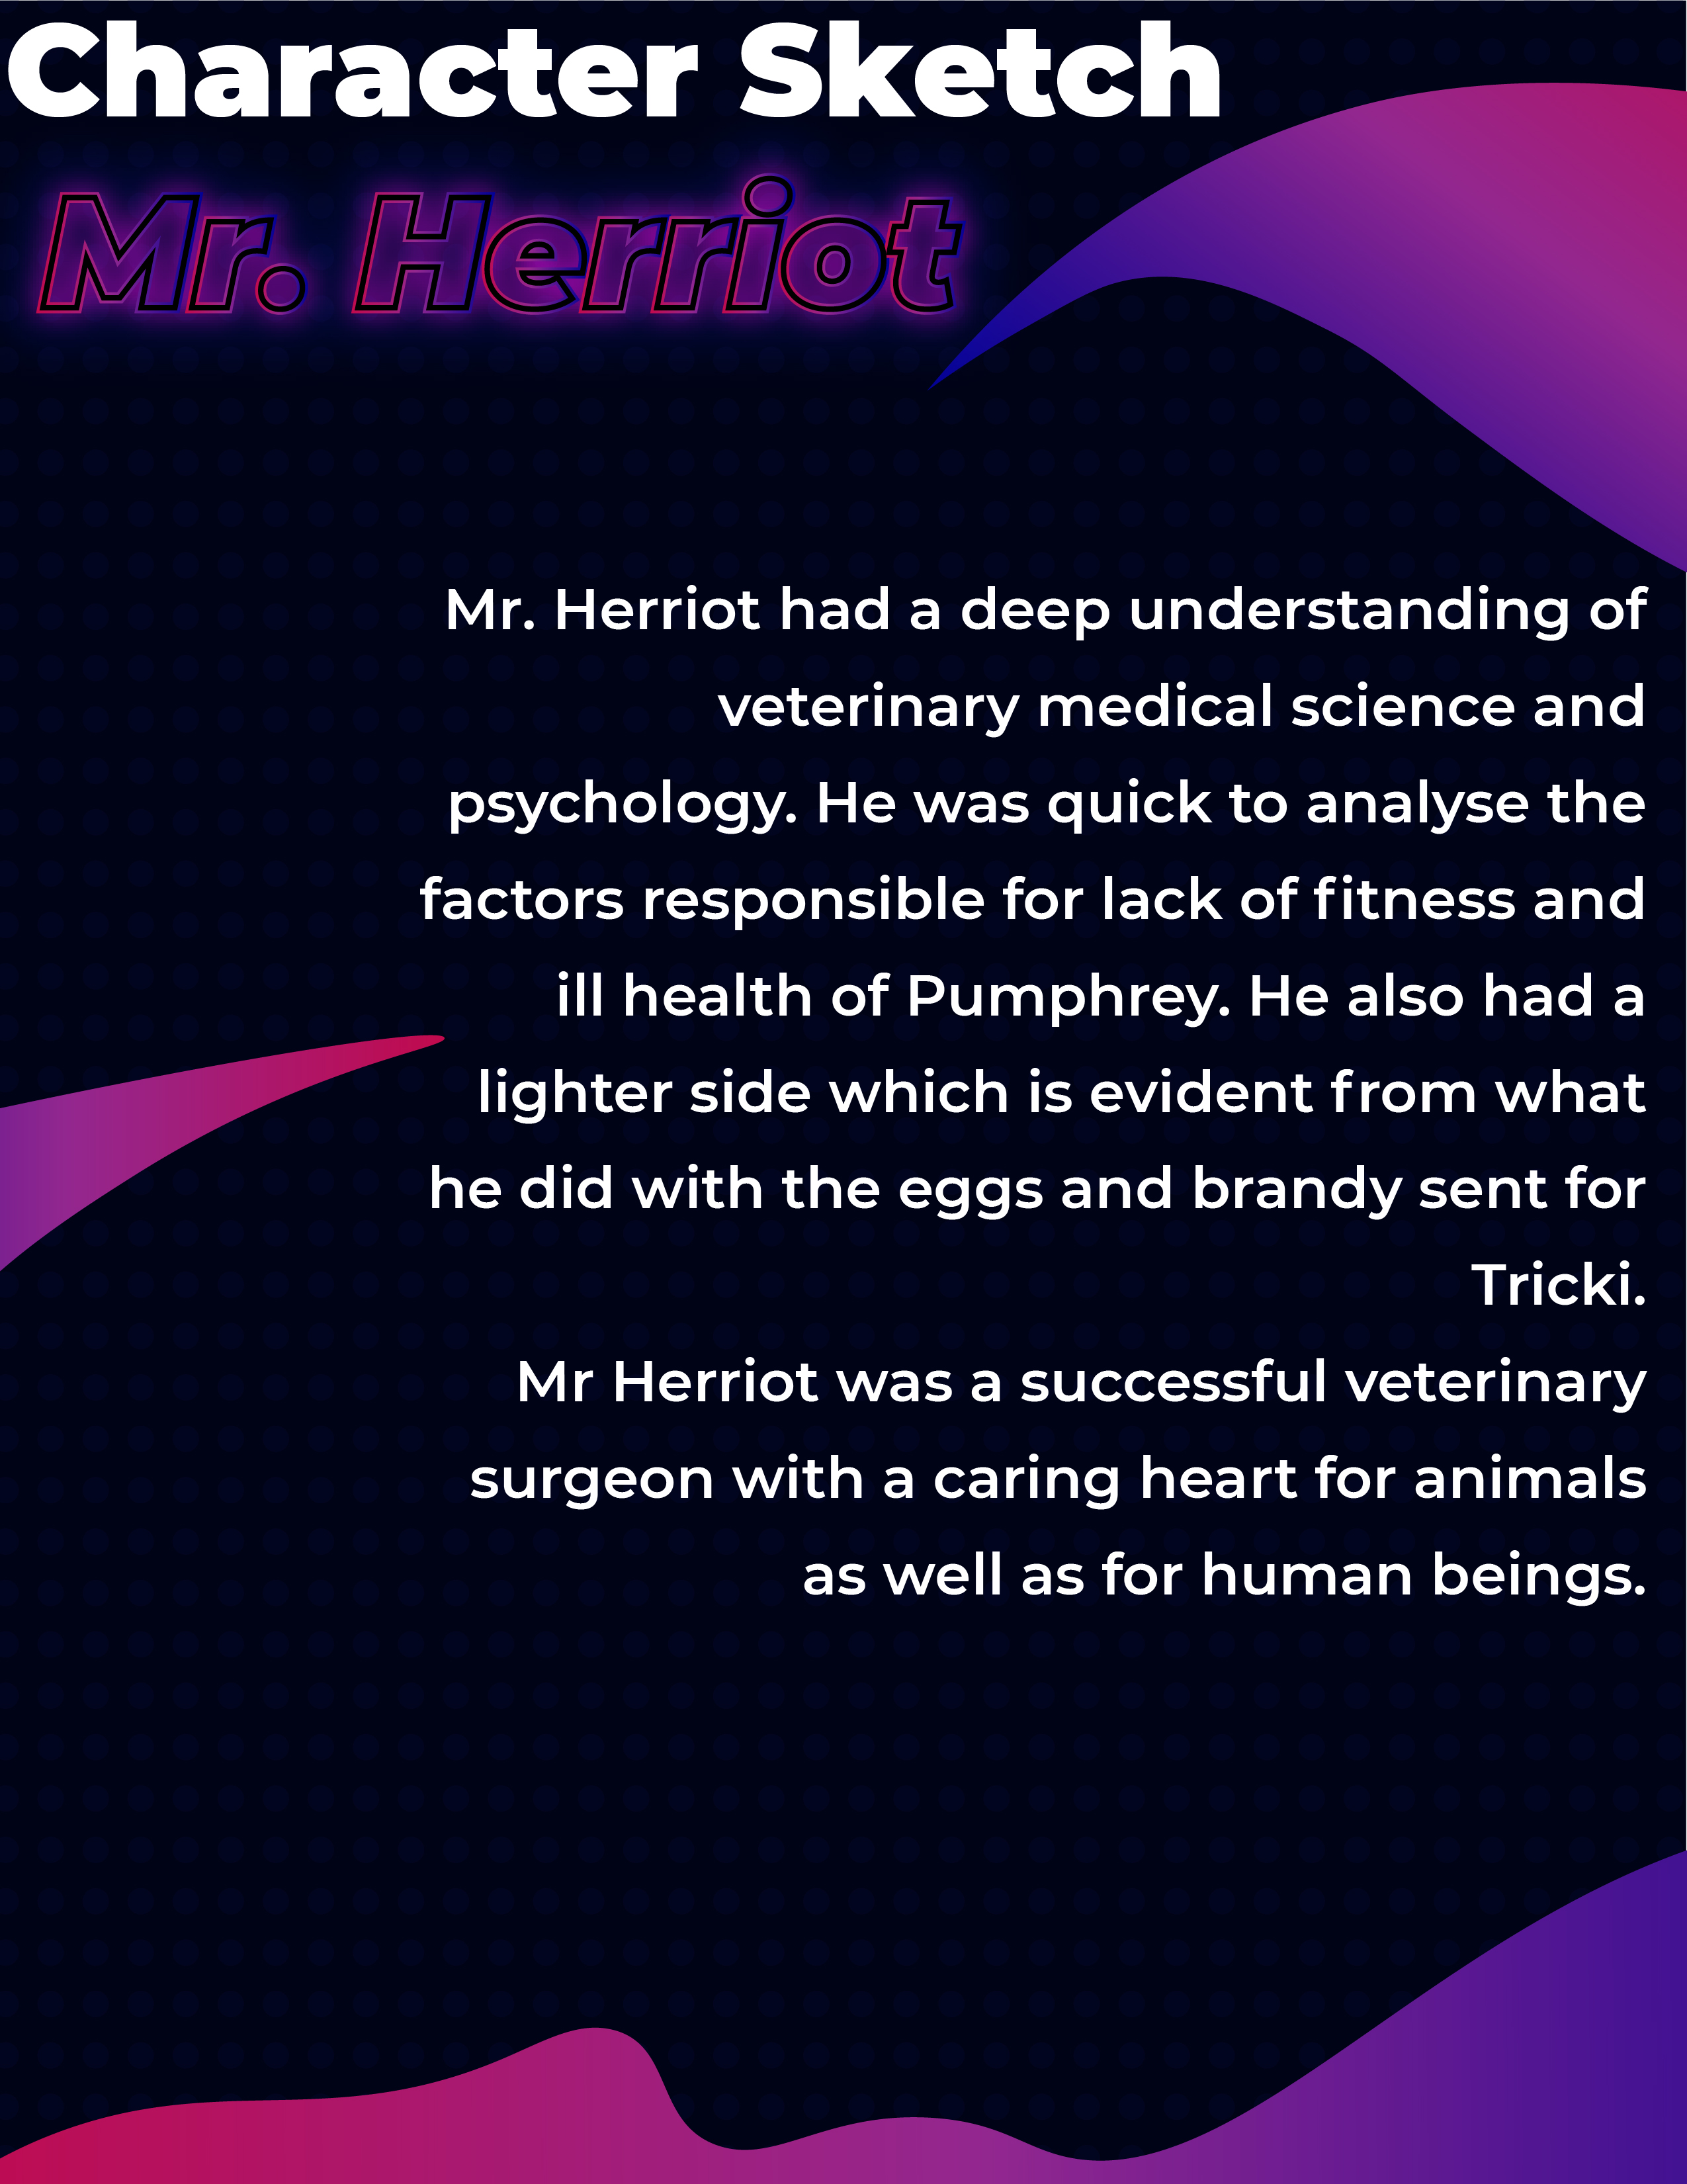 Character Sketch
Mr. Herriot
Mr. Herriot had a deep understanding of
veterinary medical science and
psychology. He was quick to analyse the
factors responsible for lack of fitness and
ill health of Pumphrey. He also had a
lighter side which is evident from what
he did with the eggs and brandy sent for
Tricki.
Mr Herriot was a successful veterinary
surgeon with a caring heart for animals
as well as for human beings.